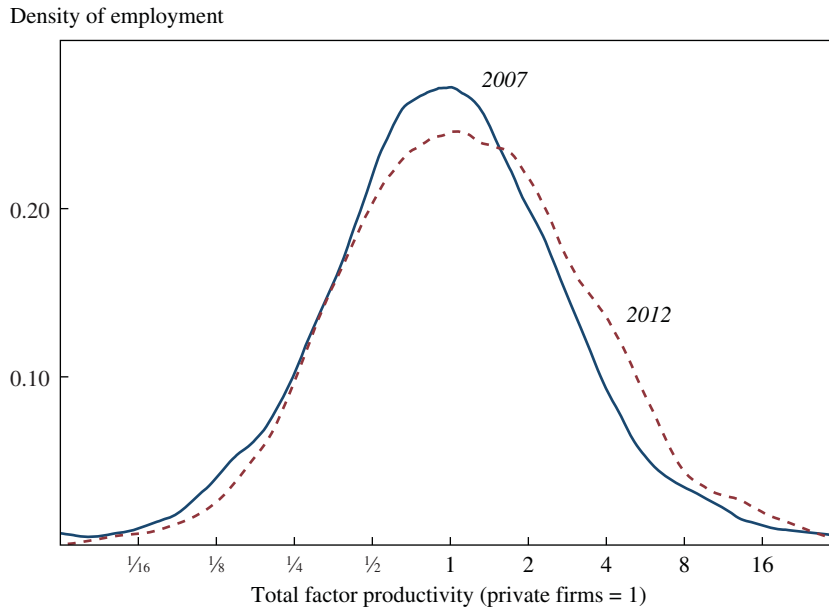 Density of employment
2007
0.20
2012
0.10
1/16 1/8 1/4 1/2 1 2 4 8 16
Total factor productivity (private firms = 1)